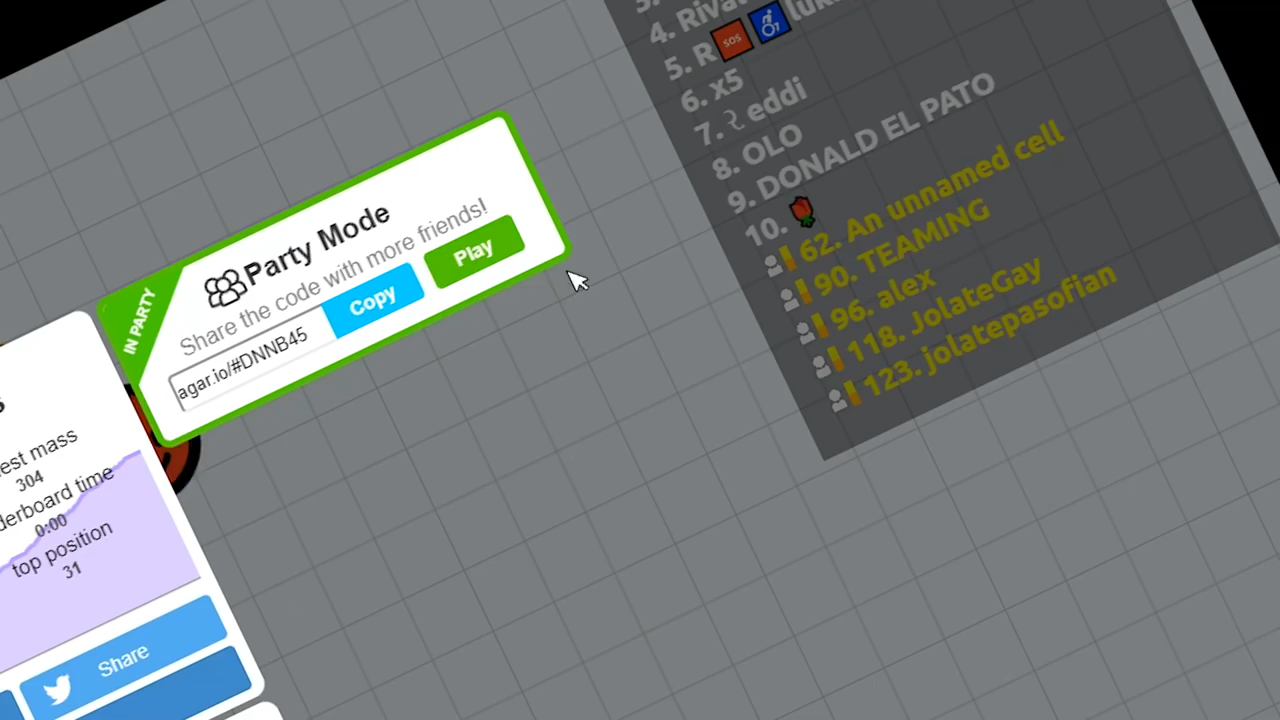 4. Riva
5. R SOS luk
6. x5
7. eddi
8. OLO
9. DONALD EL PATO
10.
62. An unnamed cell
90. TEAMING
96. alex
118. JolateGay
123. jolatepasofian
IN PARTY
Party Mode
Share the code with more friends!
agar.io/#DNNB45
Copy
Play
est mass
304
derboard time
0:00
top position
31
Share